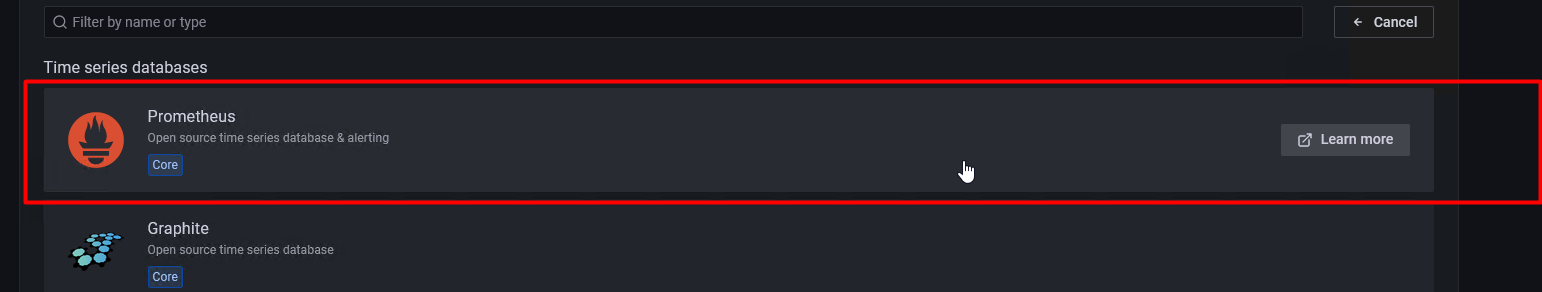 Filter by name or type
Cancel
Time series databases
Prometheus
Open source time series database & alerting
Core
Learn more
Graphite
Open source time series database
Core